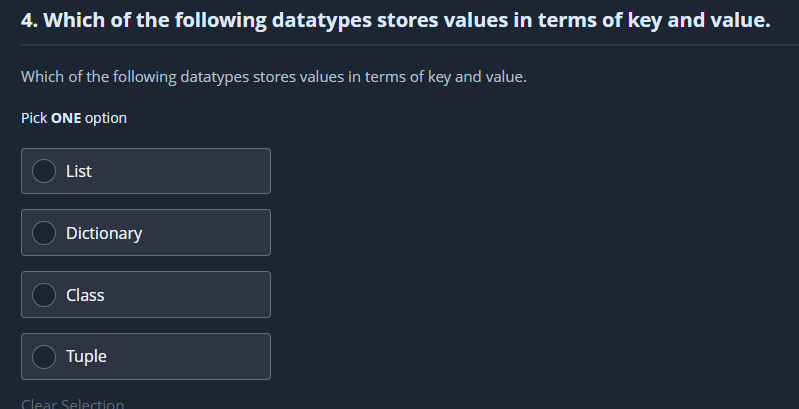 4. Which of the following datatypes stores values in terms of key and value.
Which of the following datatypes stores values in terms of key and value.
Pick ONE option
List
Dictionary
Class
Tuple
Clear Selection